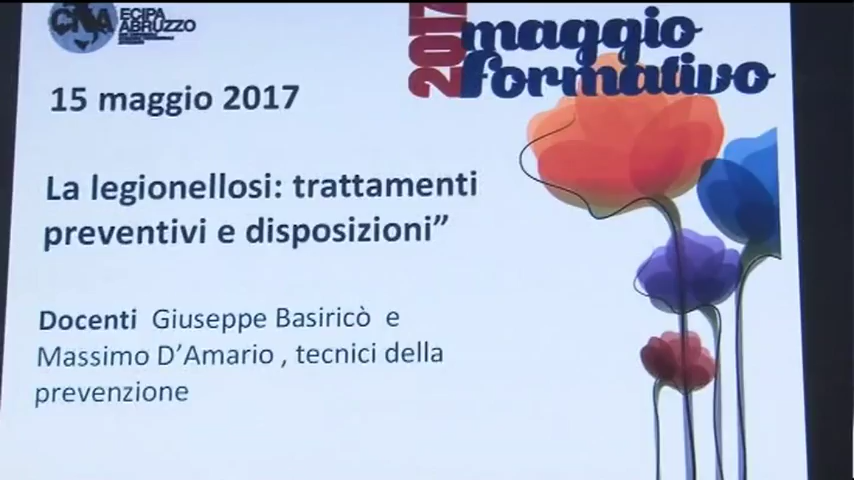 CNA ECIPA
ABRUZZO
2017 maggio
formativo
15 maggio 2017
La legionellosi: trattamenti
preventivi e disposizioni”
Docenti Giuseppe Basiricò e
Massimo D’Amario , tecnici della
prevenzione